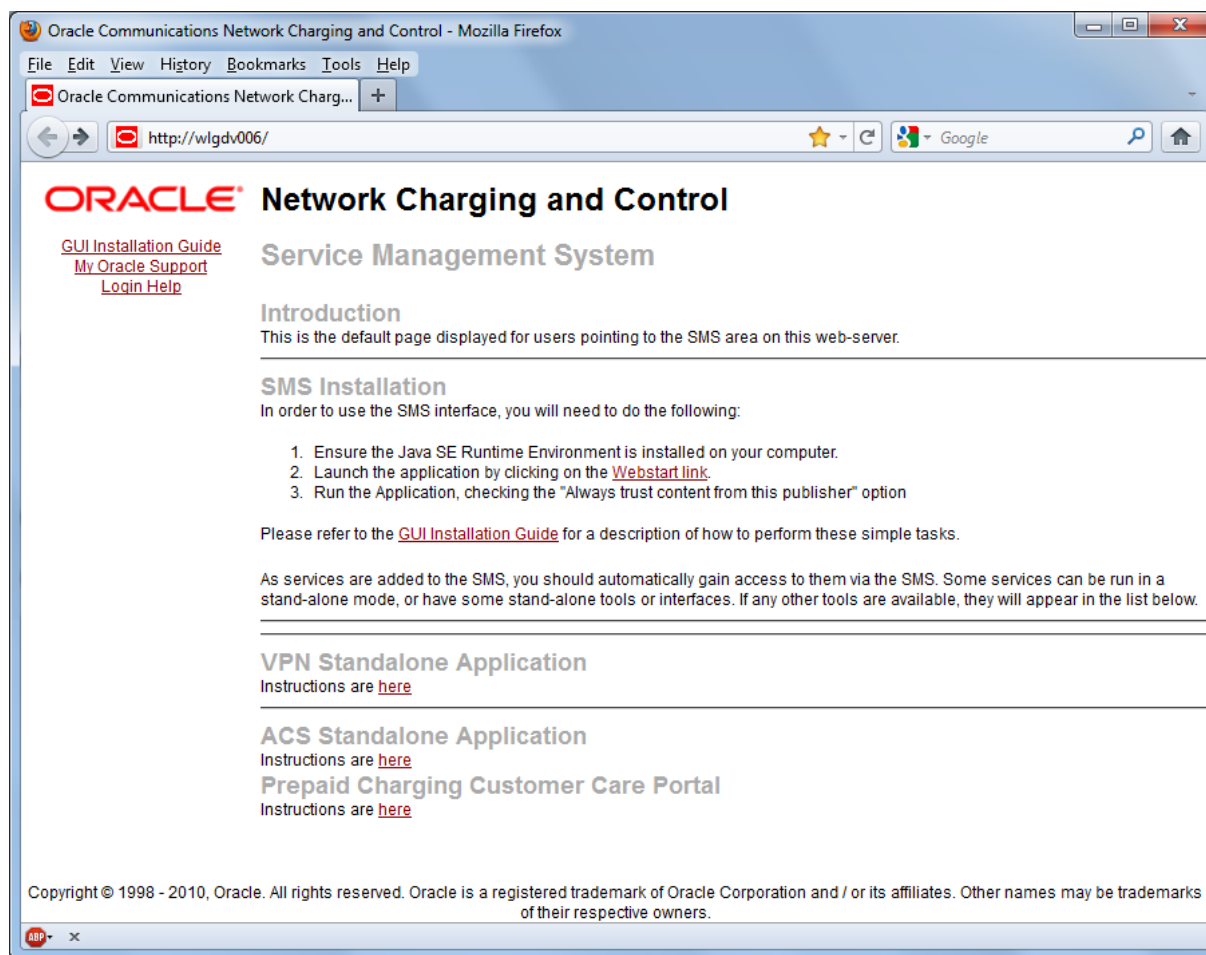 Oracle Communications Network Charging and Control - Mozilla Firefox
File Edit View History Bookmarks Tools Help
Oracle Communications Network Charg...
http://wlgdv006/
Google
ORACLE® Network Charging and Control
GUI Installation Guide
My Oracle Support
Login Help
Service Management System
Introduction
This is the default page displayed for users pointing to the SMS area on this web-server.
SMS Installation
In order to use the SMS interface, you will need to do the following:
1. Ensure the Java SE Runtime Environment is installed on your computer.
2. Launch the application by clicking on the Webstart link.
3. Run the Application, checking the "Always trust content from this publisher" option
Please refer to the GUI Installation Guide for a description of how to perform these simple tasks.
As services are added to the SMS, you should automatically gain access to them via the SMS. Some services can be run in a
stand-alone mode, or have some stand-alone tools or interfaces. If any other tools are available, they will appear in the list below.
VPN Standalone Application
Instructions are here
ACS Standalone Application
Instructions are here
Prepaid Charging Customer Care Portal
Instructions are here
Copyright © 1998 - 2010, Oracle. All rights reserved. Oracle is a registered trademark of Oracle Corporation and / or its affiliates. Other names may be trademarks
of their respective owners.
ABP